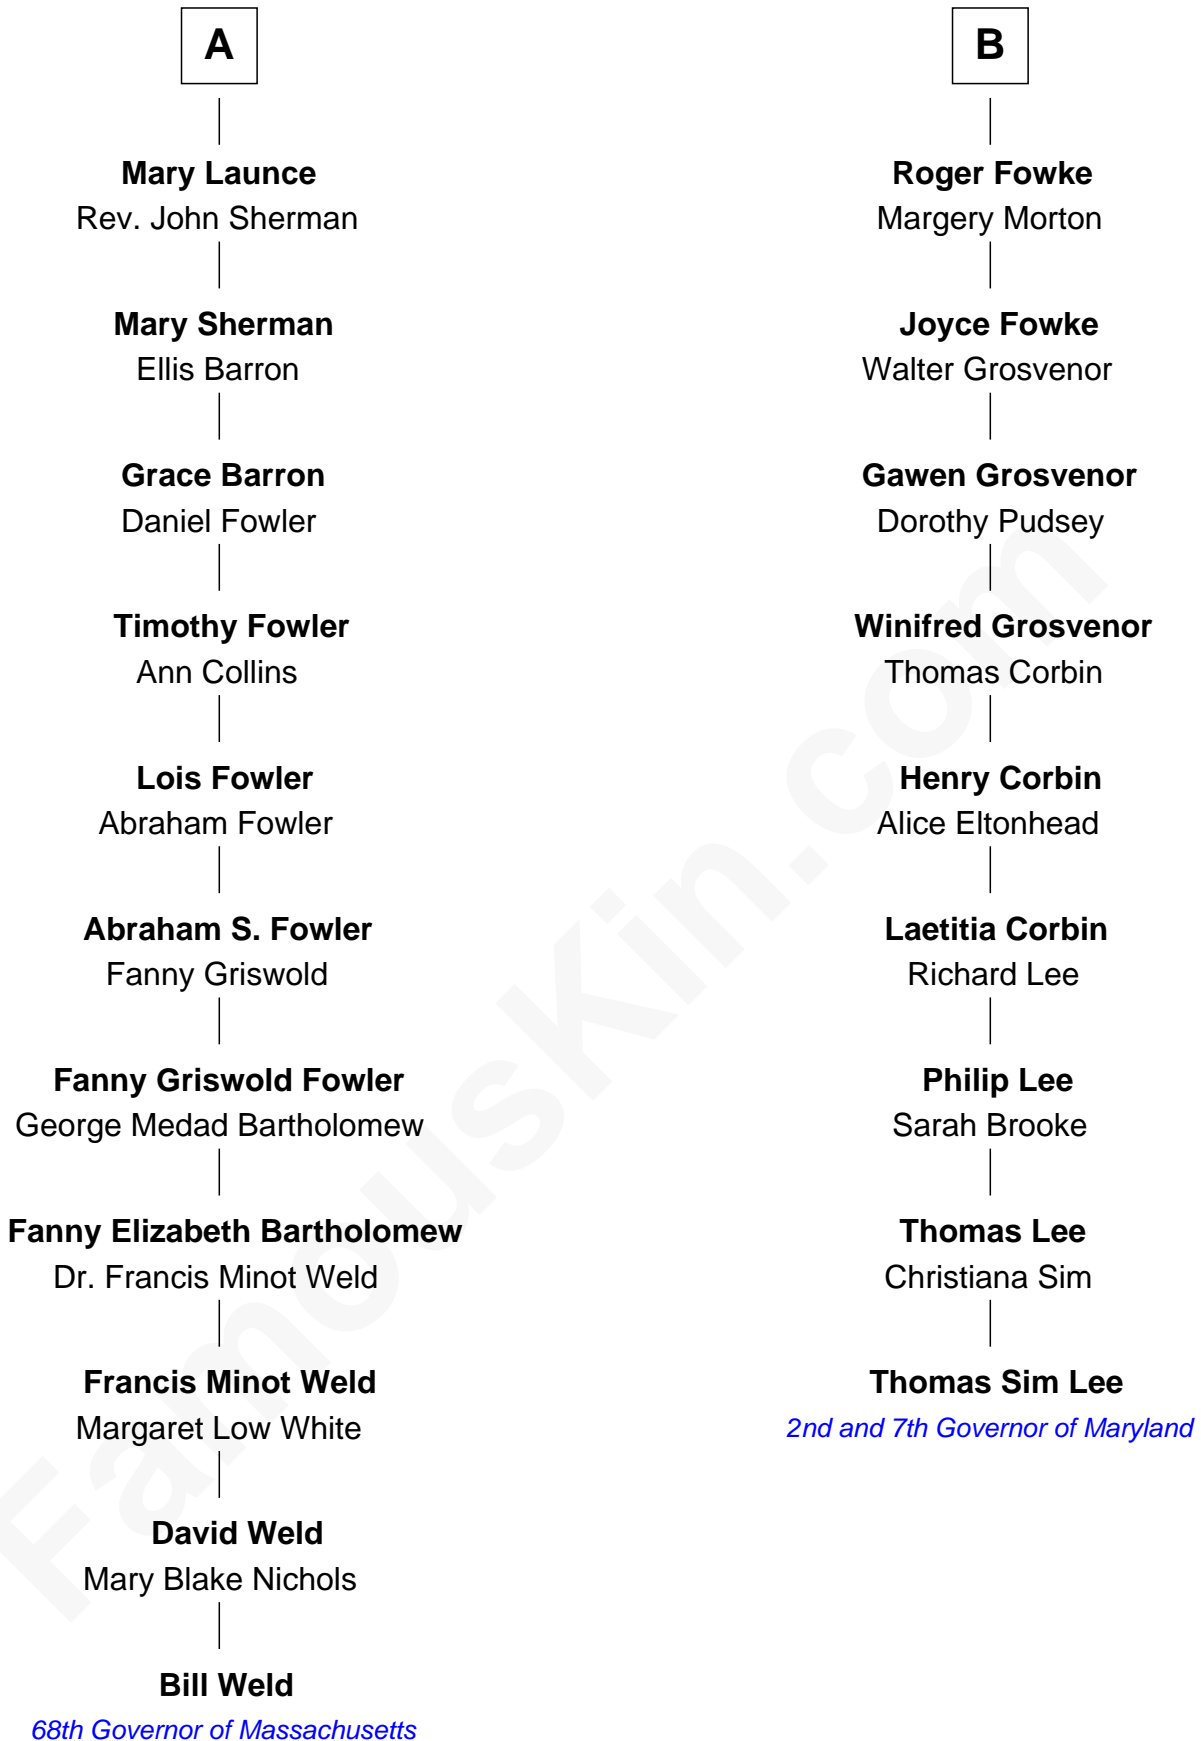 A
Mary Launce
Rev. John Sherman
Mary Sherman
Ellis Barron
Grace Barron
Daniel Fowler
Timothy Fowler
Ann Collins
Lois Fowler
Abraham Fowler
Abraham S. Fowler
Fanny Griswold
Fanny Griswold Fowler
George Medad Bartholomew
Fanny Elizabeth Bartholomew
Dr. Francis Minot Weld
Francis Minot Weld
Margaret Low White
David Weld
Mary Blake Nichols
Bill Weld
68th Governor of Massachusetts
B
Roger Fowke
Margery Morton
Joyce Fowke
Walter Grosvenor
Gawen Grosvenor
Dorothy Pudsey
Winifred Grosvenor
Thomas Corbin
Henry Corbin
Alice Eltonhead
Laetitia Corbin
Richard Lee
Philip Lee
Sarah Brooke
Thomas Lee
Christiana Sim
Thomas Sim Lee
2nd and 7th Governor of Maryland
FamousKin.com